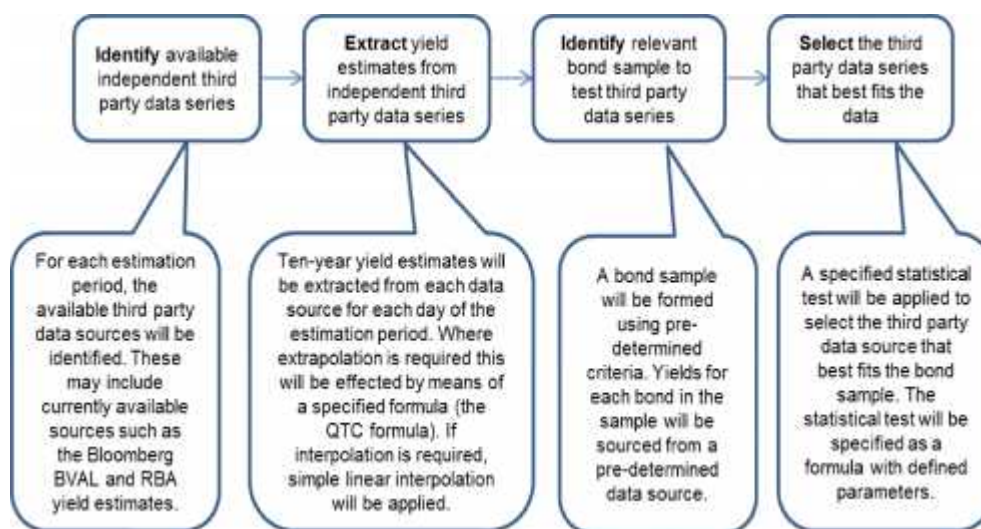 Identify available
independent third
party data series
Extract yield
estimates from
independent third
party data series
Identify relevant
bond sample to
test third party
data series
Select the third
party data series
that best fits the
data
For each estimation
period, the
available third party
data sources will be
identified. These
may include
currently available
sources such as
the Bloomberg
BVAL and RBA
yield estimates.
Ten-year yield estimates will
be extracted from each data
source for each day of the
estimation period. Where
extrapolation is required this
will be effected by means of
a specified formula (the
QTC formula). If
interpolation is required,
simple linear interpolation
will be applied.
A bond sample
will be formed
using pre-
determined
criteria. Yields for
each bond in the
sample will be
sourced from a
pre-determined
data source.
A specified statistical
test will be applied to
select the third party
data source that
best fits the bond
sample. The
statistical test will be
specified as a
formula with defined
parameters.